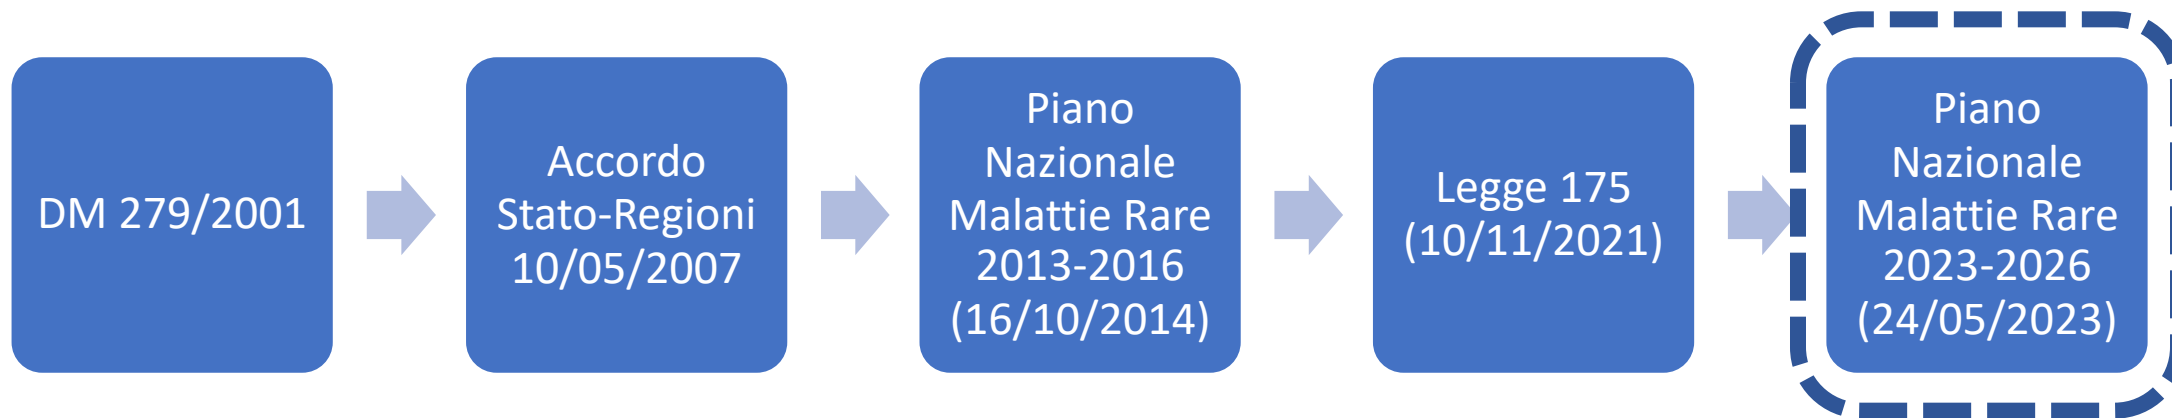 DM 279/2001
Accordo
Stato-Regioni
10/05/2007
Piano
Nazionale
Malattie Rare
2013-2016
(16/10/2014)
Legge 175
(10/11/2021)
Piano
Nazionale
Malattie Rare
2023-2026
(24/05/2023)